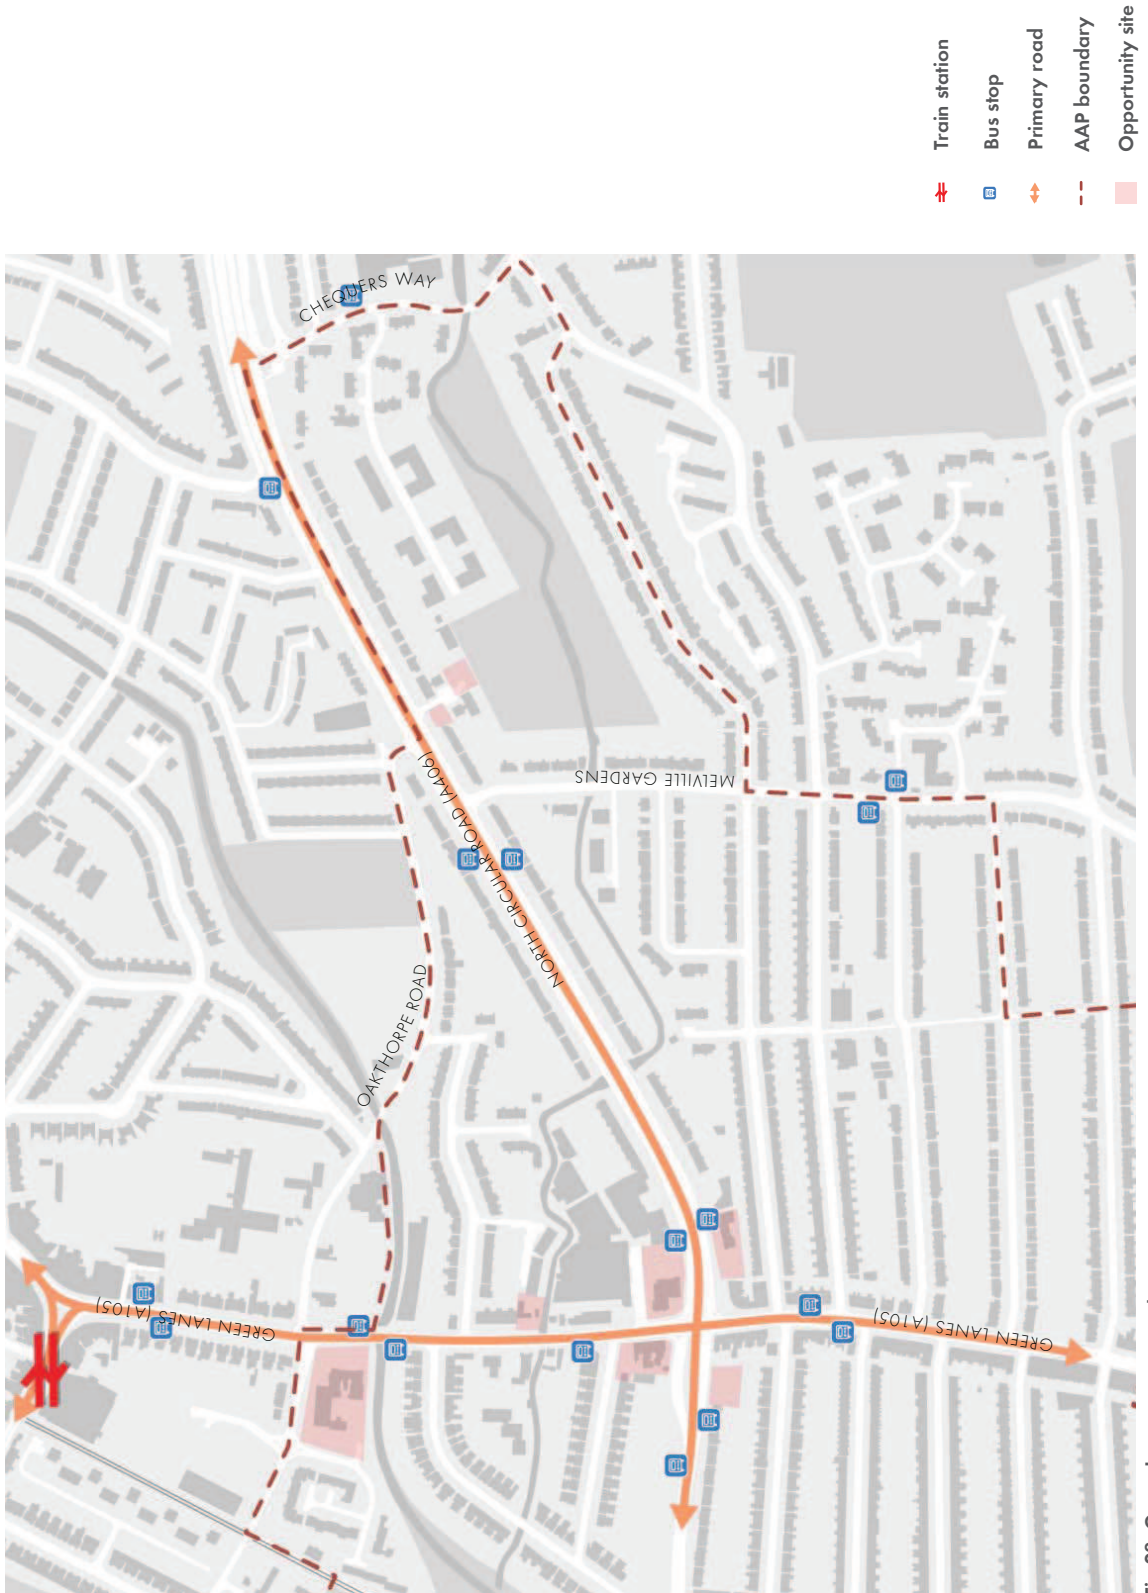 Train station
Bus stop
Primary road
AAP boundary
Opportunity site
CHEQUERS WAY
NORTH CIRCULAR ROAD (A406)
MELVILLE GARDENS
OAKTHORPE ROAD
GREEN LANES (A105)
GREEN LANES (A105)